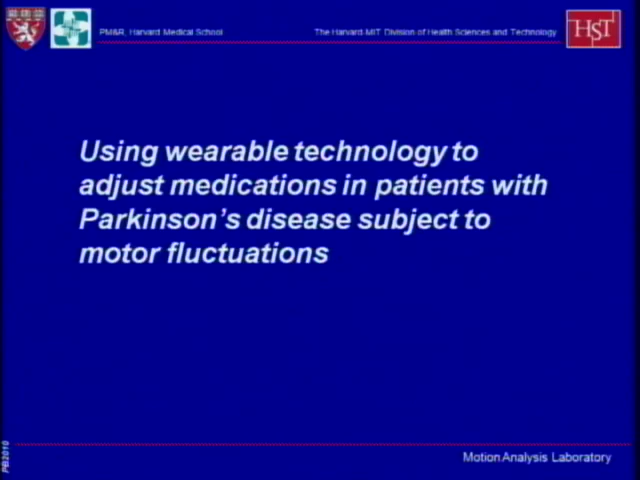 PM&R, Harvard Medical School
The Harvard-MIT Division of Health Sciences and Technology
HST
Using wearable technology to
adjust medications in patients with
Parkinson's disease subject to
motor fluctuations
PB2010
Motion Analysis Laboratory